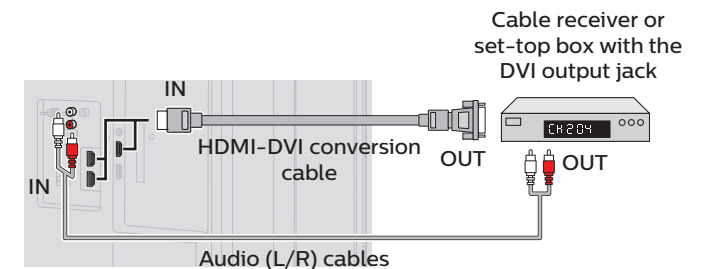 Cable receiver or
set-top box with the
DVI output jack
IN
CH204
HDMI-DVI conversion
cable
OUT
OUT
IN
Audio (L/R) cables